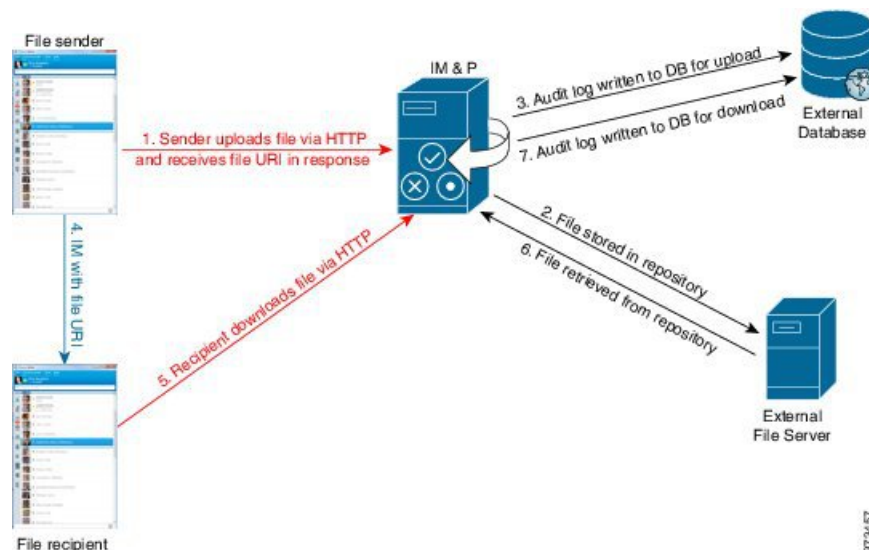 File sender
IM & P
External
Database
1. Sender uploads file via HTTP
and receives file URI in response
3. Audit log written to DB for upload
7. Audit log written to DB for download
2. File stored in repository
6. File retrieved from repository
4. IM with file URI
5. Recipient downloads file via HTTP
External
File Server
File recipient